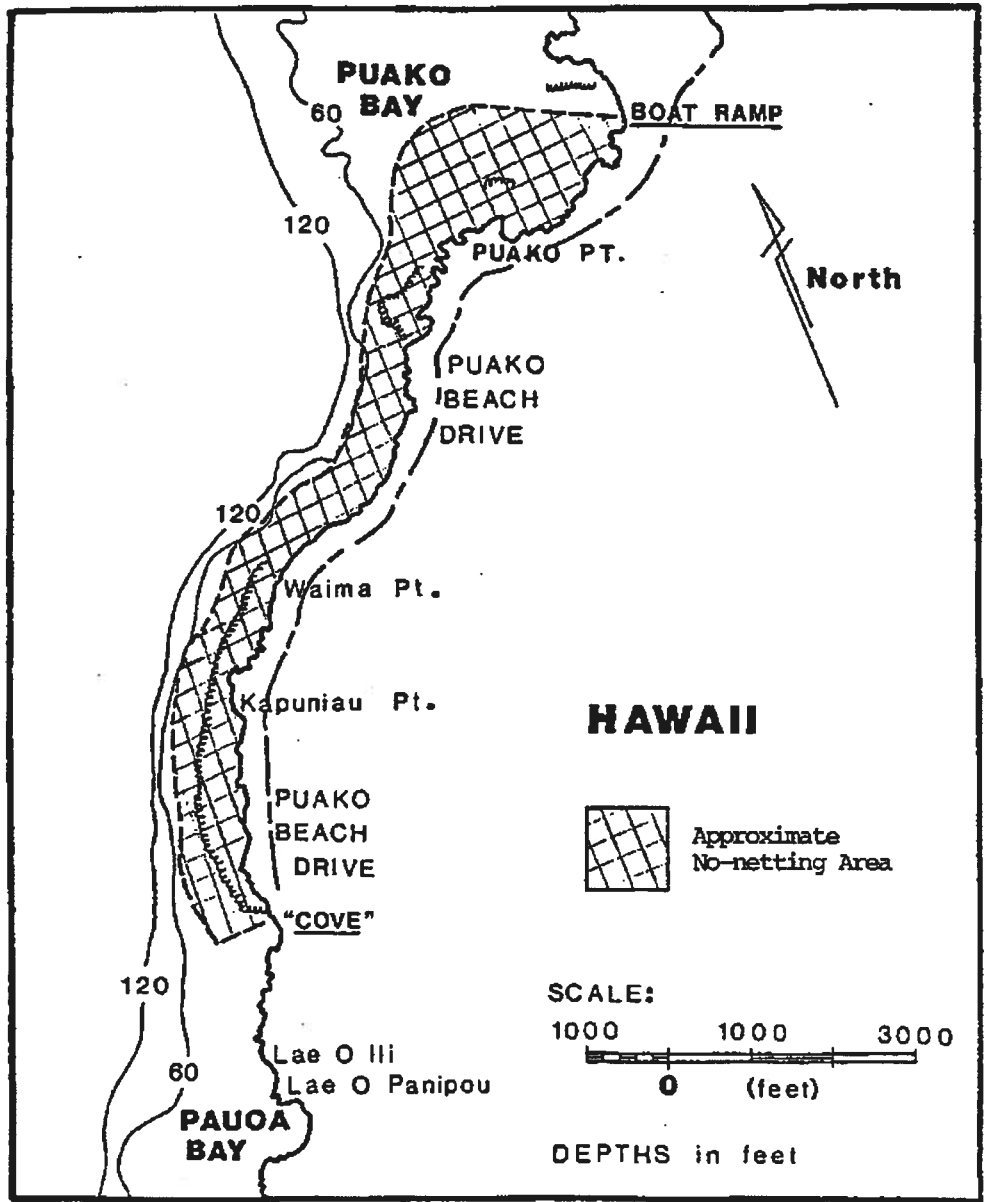 PUAKO
BAY
60
BOAT RAMP
120
PUAKO PT.
North
PUAKO
BEACH
DRIVE
120
Waima Pt.
Kapuniau Pt.
HAWAII
PUAKO
BEACH
DRIVE
Approximate
No-netting Area
"COVE"
120
SCALE:
1000 1000 3000
0 (feet)
Lae O Ili
60
Lae O Panipou
PAUOA
BAY
DEPTHS in feet